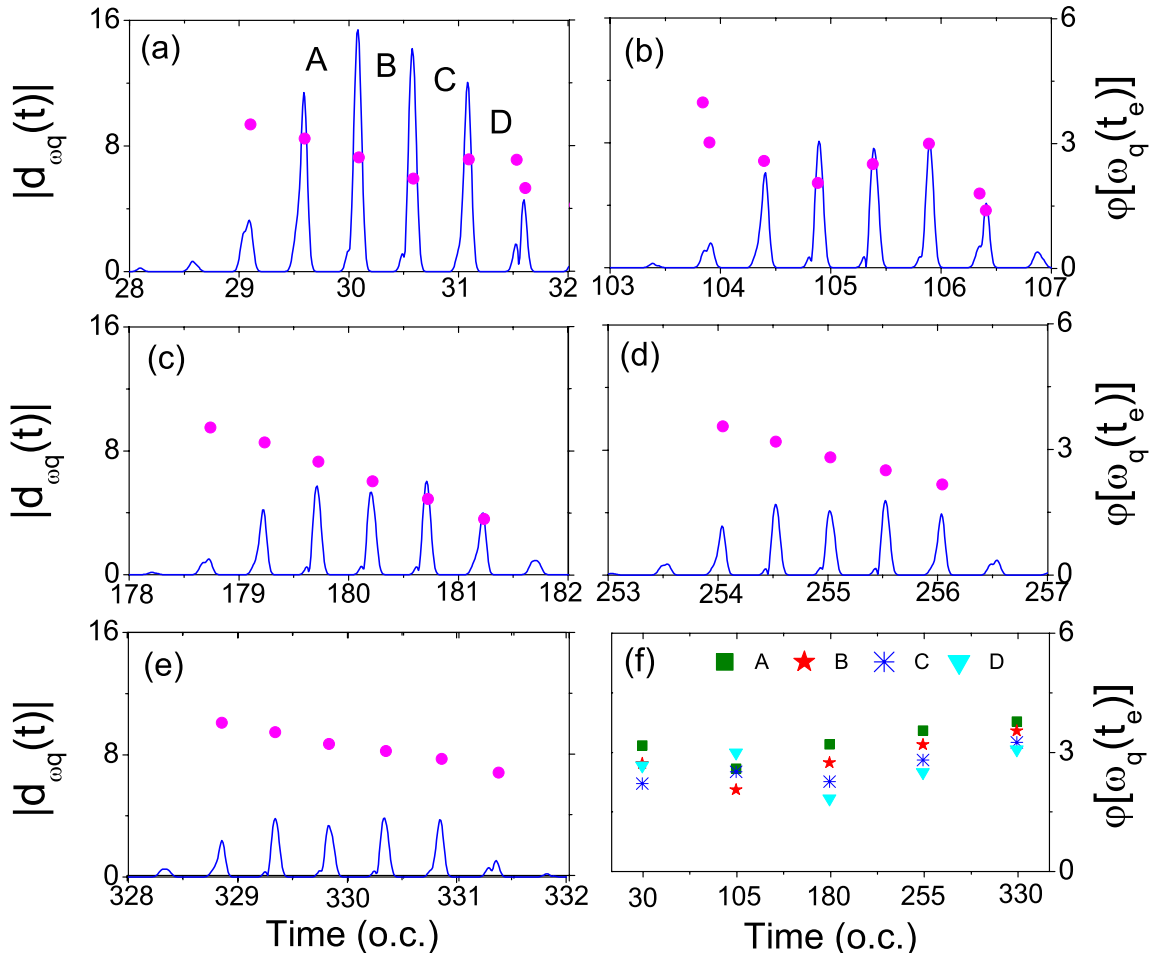 (a) A B C D
16
8
0
|d_ωq(t)|
28 29 30 31 32
(b)
6
3
0
φ[ω_q(t_e)]
103 104 105 106 107
(c)
16
8
0
|d_ωq(t)|
178 179 180 181 182
(d)
6
3
0
φ[ω_q(t_e)]
253 254 255 256 257
(e)
16
8
0
|d_ωq(t)|
328 329 330 331 332
Time (o.c.)
(f) A B C D
6
3
0
φ[ω_q(t_e)]
30 105 180 255 330
Time (o.c.)